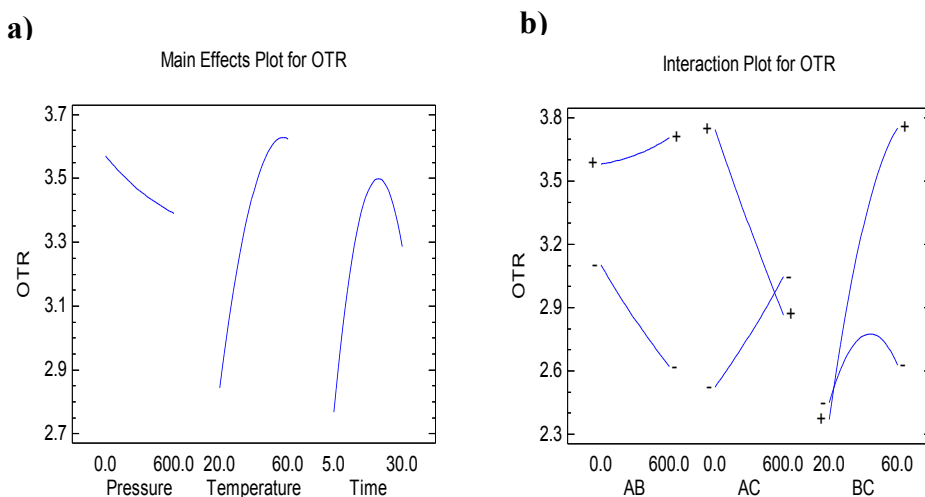 a)
Main Effects Plot for OTR
OTR
3.7
3.5
3.3
3.1
2.9
2.7
0.0 600.0 20.0 60.0 5.0 30.0
Pressure Temperature Time
b)
Interaction Plot for OTR
OTR
3.8
3.5
3.2
2.9
2.6
2.3
+ + + - - + - - + - + -
0.0 600.0 0.0 600.0 20.0 60.0
AB AC BC